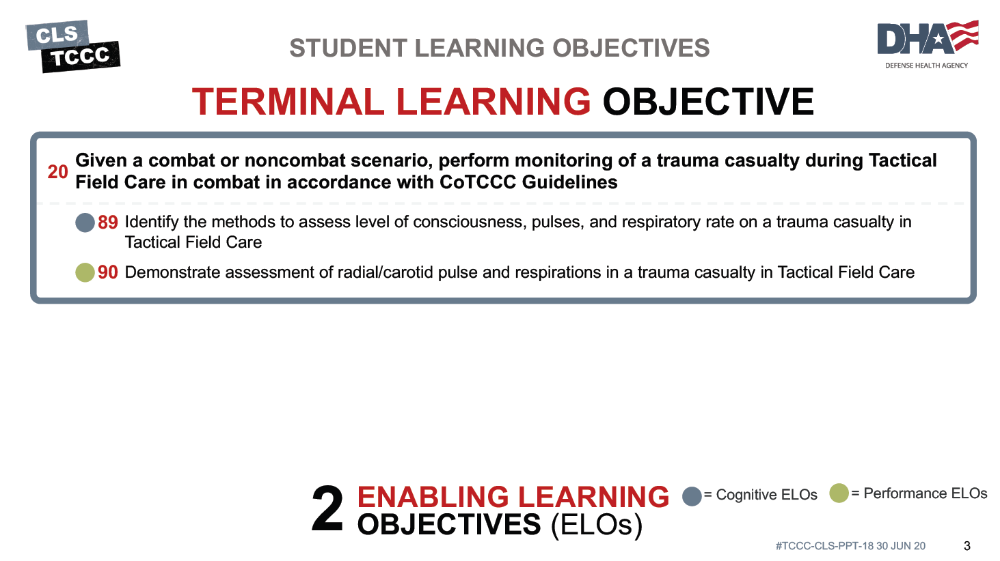 CLS
TCCC
STUDENT LEARNING OBJECTIVES
DHA
DEFENSE HEALTH AGENCY
TERMINAL LEARNING OBJECTIVE
20 Given a combat or noncombat scenario, perform monitoring of a trauma casualty during Tactical
Field Care in combat in accordance with CoTCCC Guidelines
89 Identify the methods to assess level of consciousness, pulses, and respiratory rate on a trauma casualty in
Tactical Field Care
90 Demonstrate assessment of radial/carotid pulse and respirations in a trauma casualty in Tactical Field Care
2 ENABLING LEARNING
OBJECTIVES (ELOs)
= Cognitive ELOs
= Performance ELOs
#TCCC-CLS-PPT-18 30 JUN 20
3